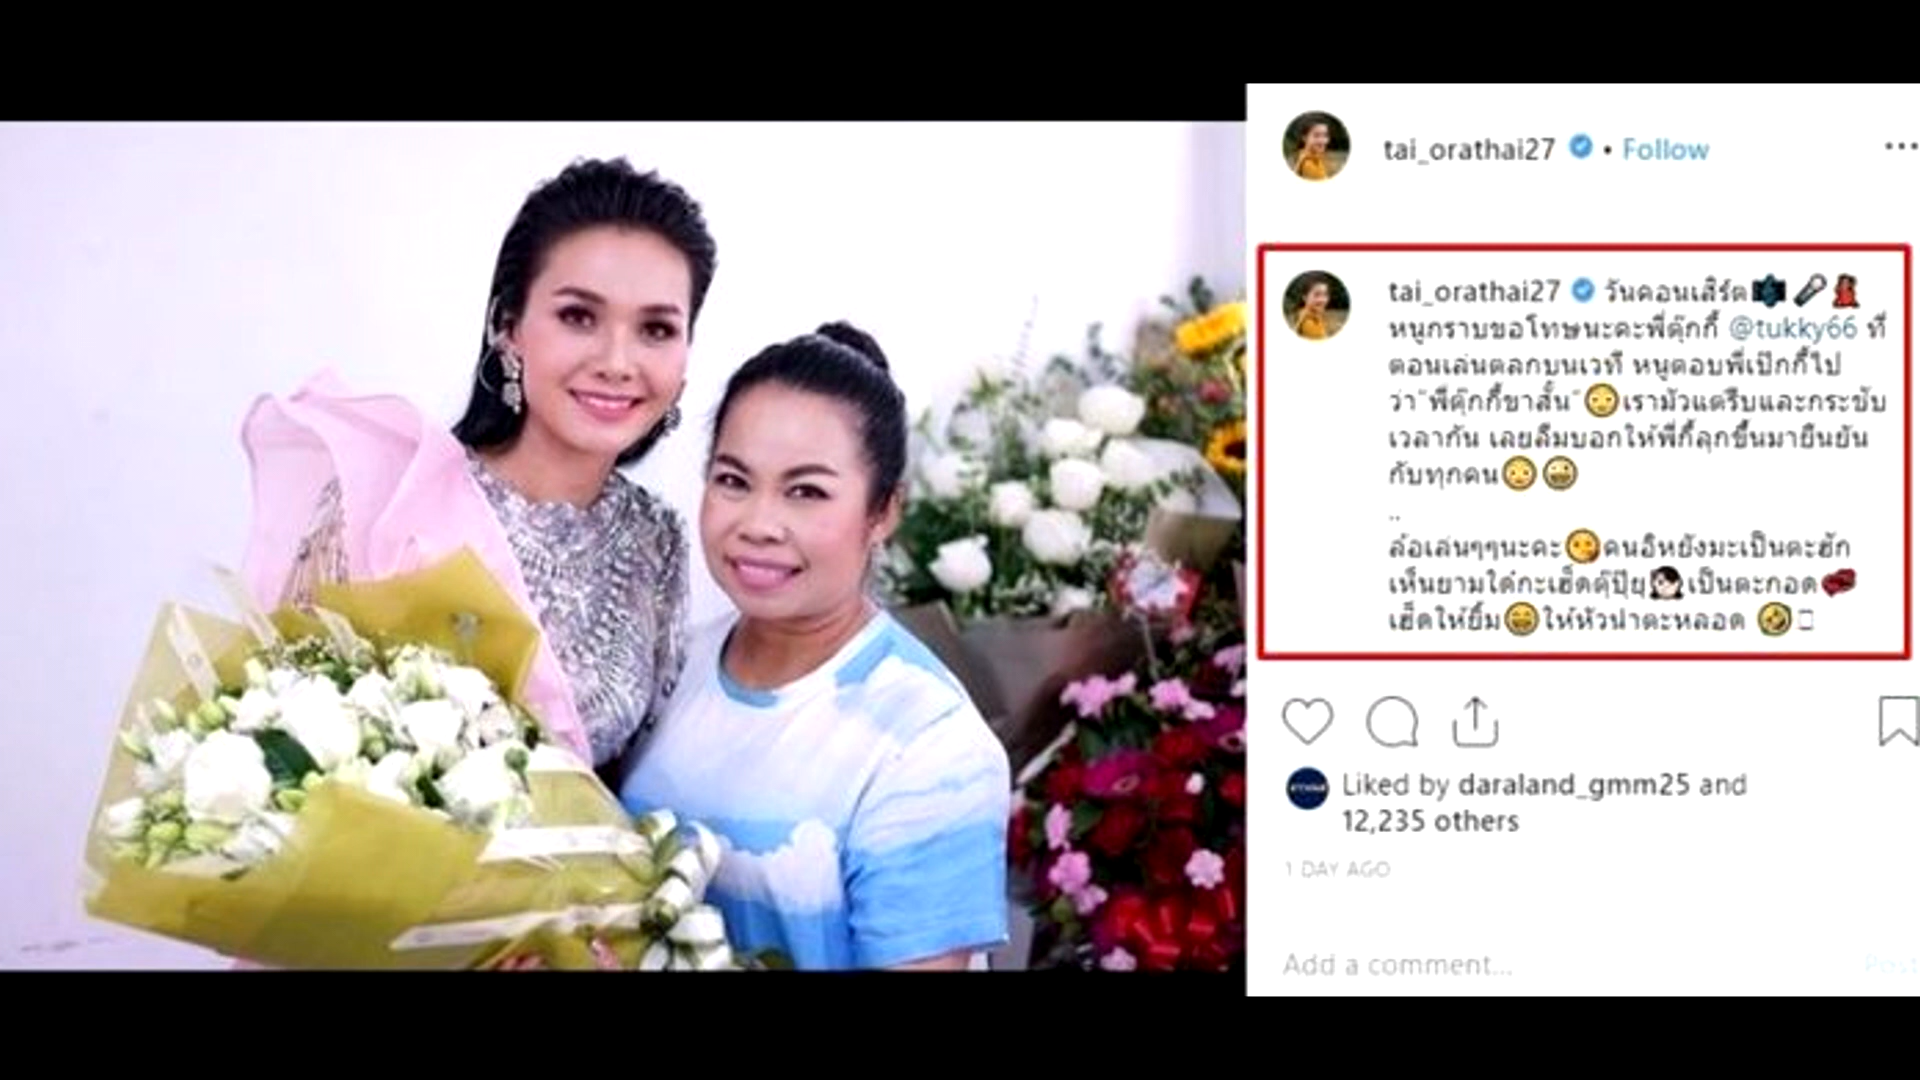 tai_orathai27 • Follow
tai_orathai27 วันคอนเสิร์ต
หนูกราบขอโทษนะคะพี่ตุ๊กกี้ @tukky66 ที่
ตอนเล่นตลกบนเวที หนูตอบพี่เป๊กกี้ไป
ว่า"พี่ตุ๊กกี้ขาสั้น"😳เรามัวแต่รีบและกระชับ
เวลากัน เลยลืมบอกให้พี่กี้ลุกขึ้นมายืนยัน
กับทุกคน😳😂
..
ล้อเล่นๆๆนะคะ😘คนอิหยังมะเป็นตะฮัก
เห็นยามใด๋กะเฮ็ดตุ๊ปุ๊ยุเป็นตะกอด
เฮ็ดให้ยิ้ม😄ให้หัวน่าตะหลอด 🤣
Liked by daraland_gmm25 and
12,235 others
1 DAY AGO
Add a comment...
Post